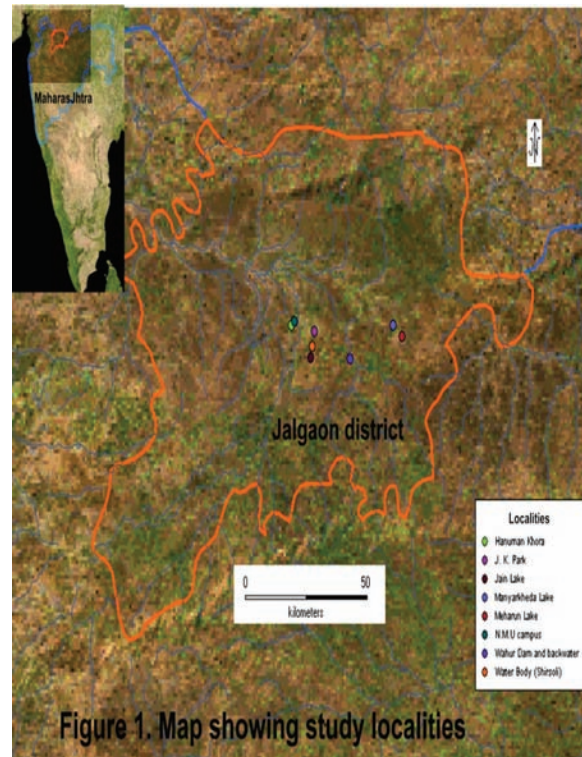 MaharasJhtra
N
Jalgaon district
0 50
kilometers
Localities
Hanuman Khora
J. K. Park
Jain Lake
Manyarkheda Lake
Meharun Lake
N.M.U campus
Wahur Dam and backwater
Water Body (Shirsoli)
Figure 1. Map showing study localities